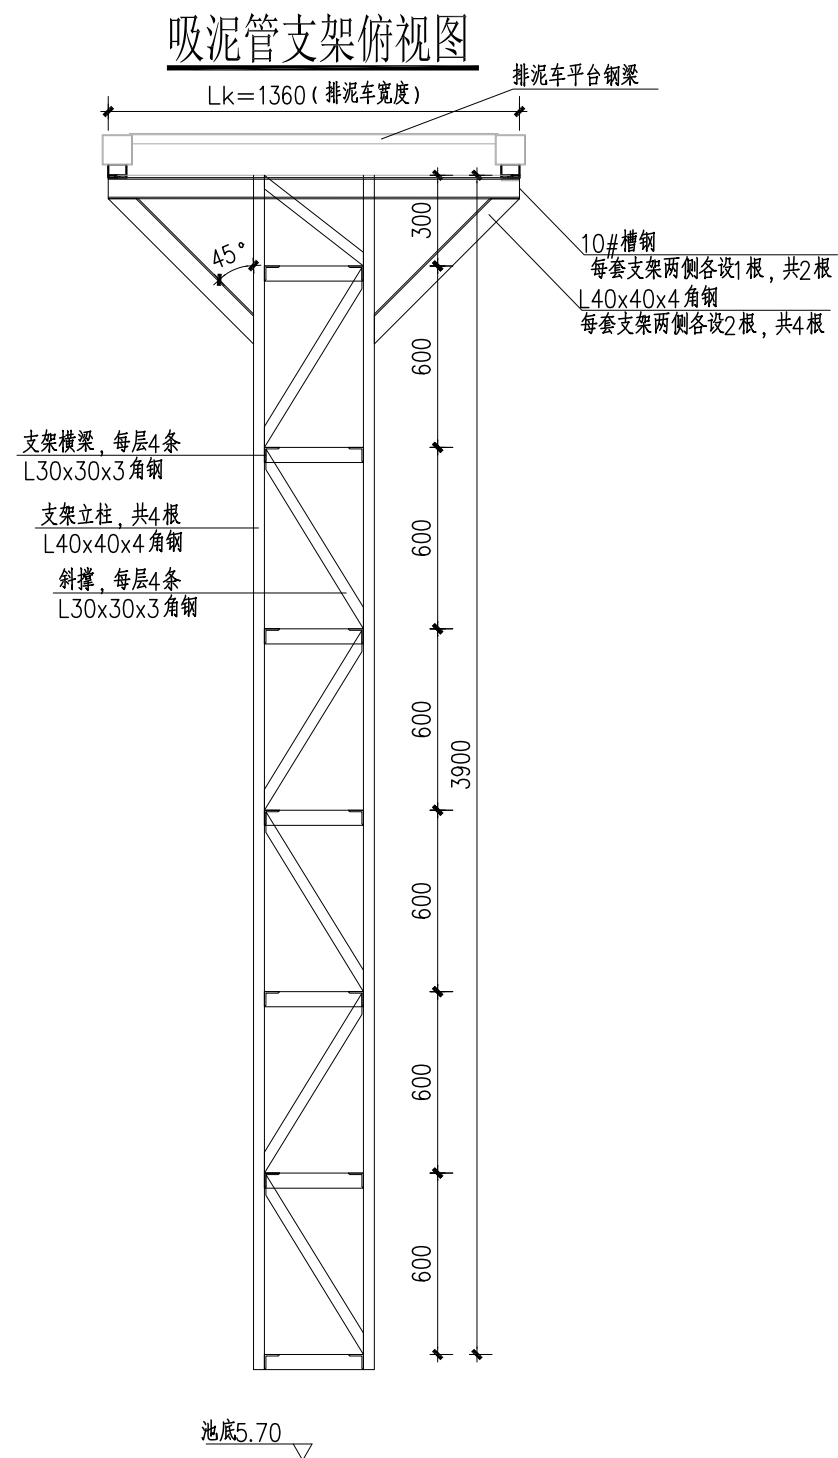 吸泥管支架俯视图
排泥车平台钢梁
Lk=1360(排泥车宽度)
300
45°
10#槽钢
每套支架两侧各设1根,共2根
L40x40x4角钢
每套支架两侧各设2根,共4根
600
支架横梁,每层4条
L30x30x3角钢
支架立柱,共4根
L40x40x4角钢
600
斜撑,每层4条
L30x30x3角钢
600
3900
600
600
600
池底5.70